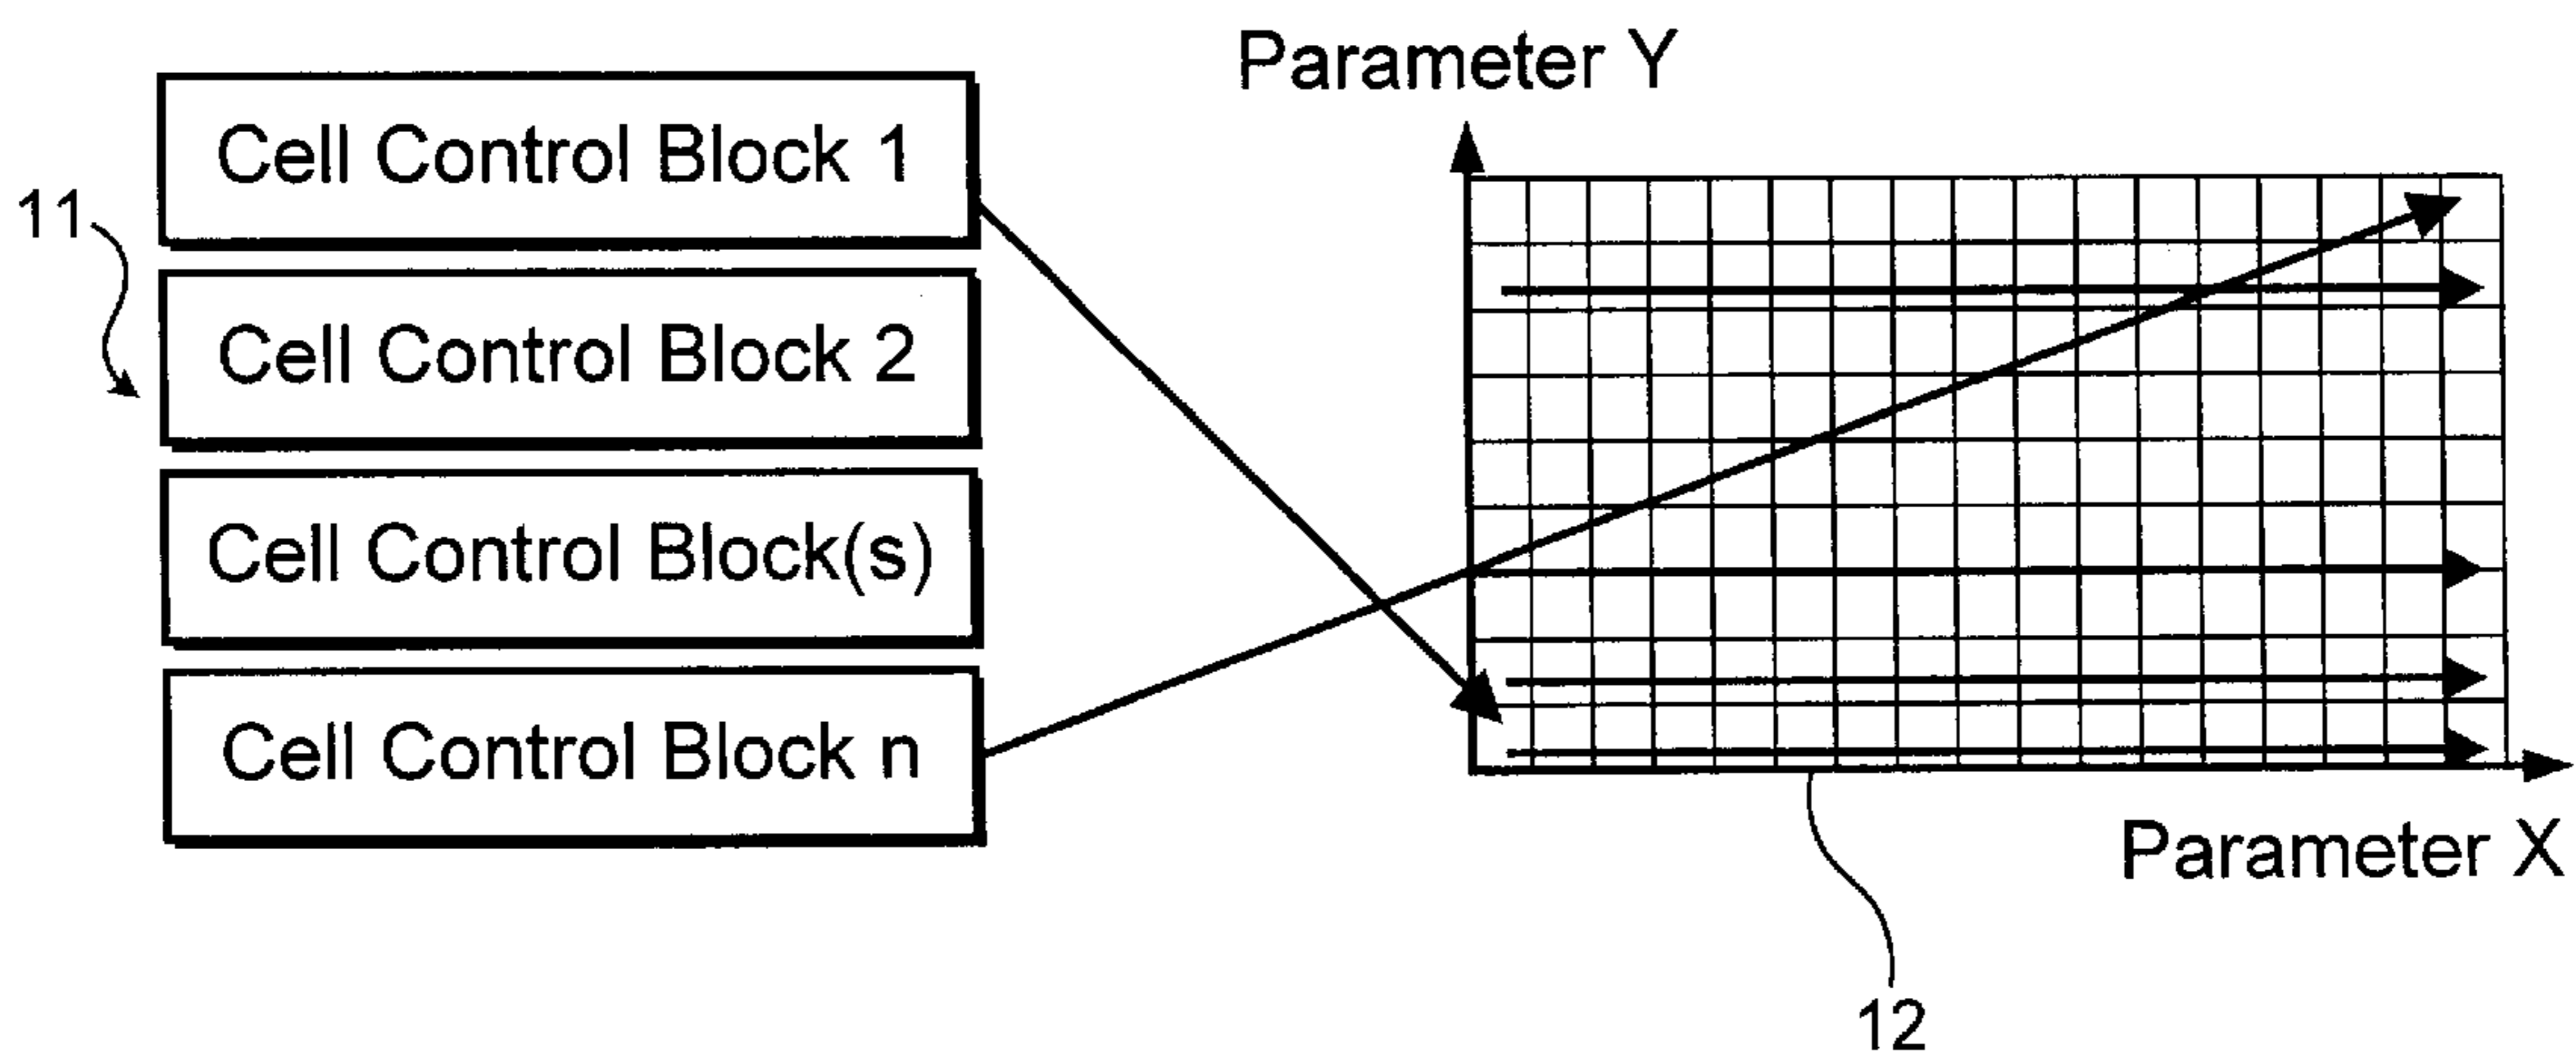 Parameter Y
Cell Control Block 1
11
Cell Control Block 2
Cell Control Block(s)
Cell Control Block n
Parameter X
12